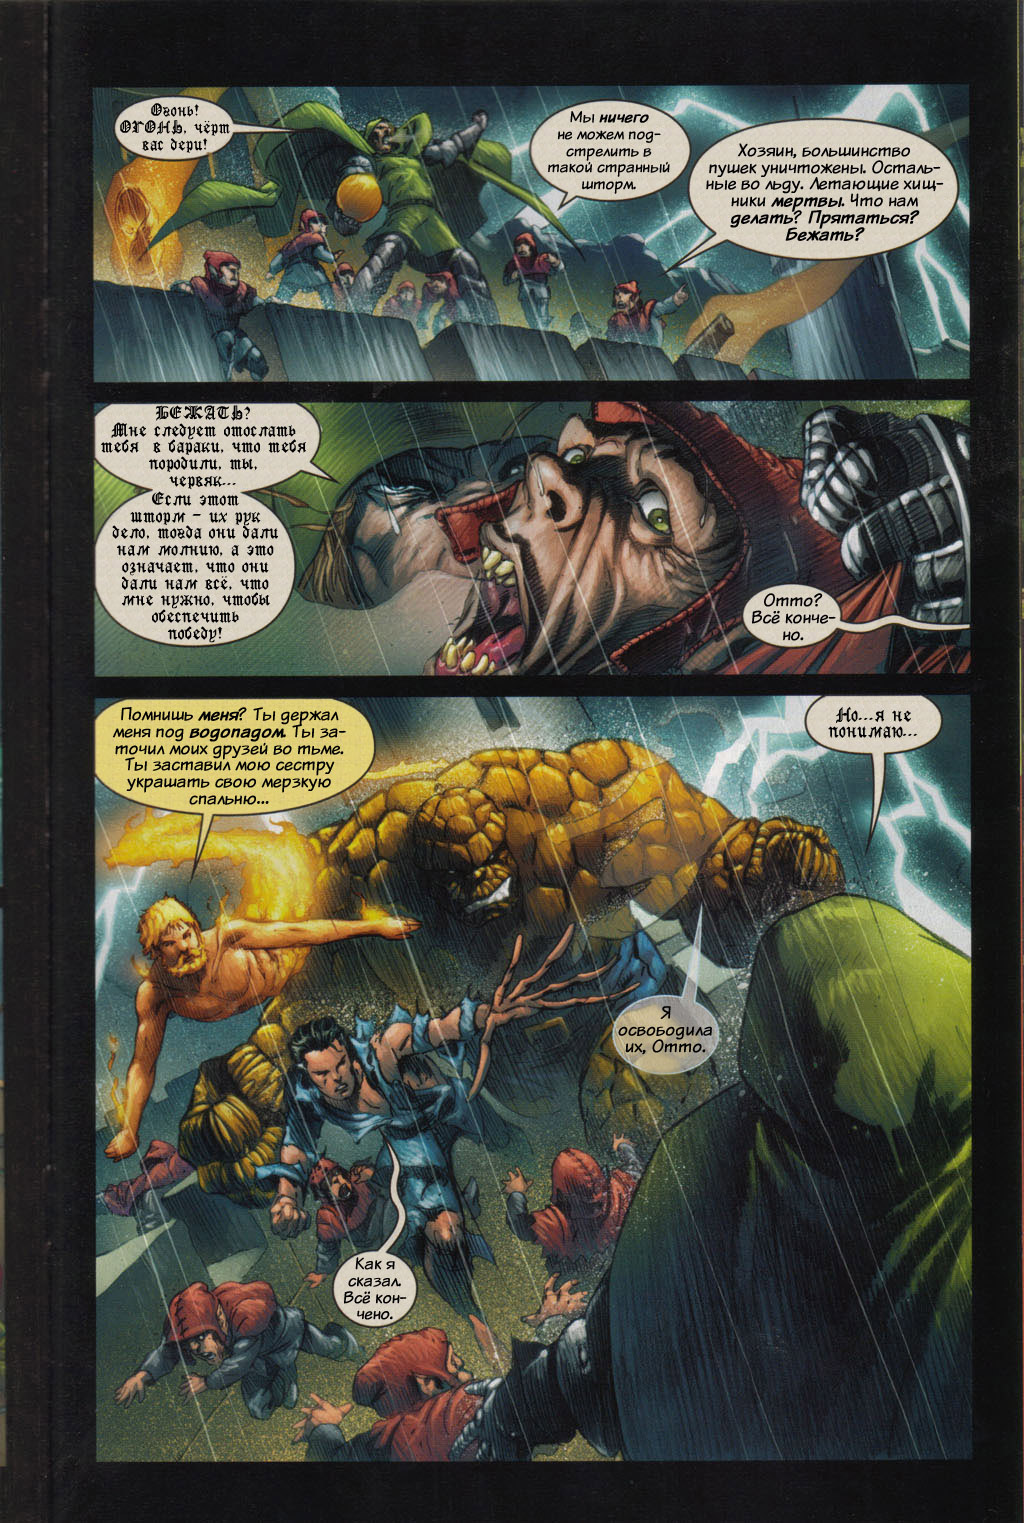 Огонь!
ОГОНЬ, чёрт
вас дери!
Мы ничего
не можем под-
стрелить в
такой странный
шторм.
Хозяин, большинство
пушек уничтожены. Осталь-
ные во льду. Летающие хищ-
ники мертвы. Что нам
делать? Прятаться?
Бежать?
БЕЖАТЬ?
Мне следует отослать
тебя в бараки, что тебя
породили, ты,
червяк...
Если этот
шторм – их рук
дело, тогда они дали
нам молнию, а это
означает, что они
дали нам всё, что
мне нужно, чтобы
обеспечить
победу!
Отто?
Всё конче-
но.
Помнишь меня? Ты держал
меня под водопадом. Ты за-
точил моих друзей во тьме.
Ты заставил мою сестру
украшать свою мерзкую
спальню...
Но...я не
понимаю...
Я
освободила
их, Отто.
Как я
сказал.
Всё кон-
чено.